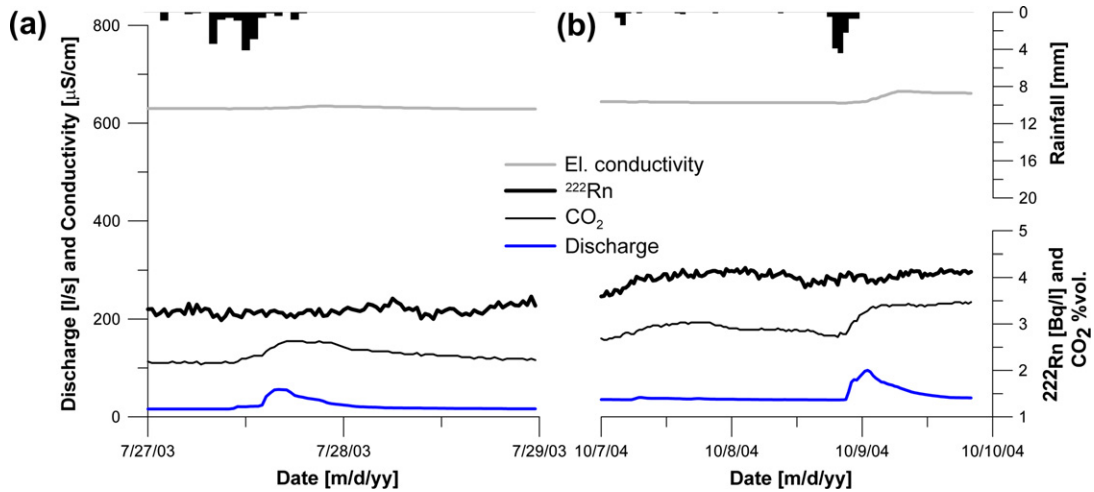 (a)
(b)
800
600
400
200
0
Discharge [l/s] and Conductivity [µS/cm]
0
4
8
12
16
20
Rainfall [mm]
El. conductivity
²²²Rn
CO₂
Discharge
5
4
3
2
1
222Rn [Bq/l] and
CO₂ %vol.
7/27/03
7/28/03
7/29/03
10/7/04
10/8/04
10/9/04
10/10/04
Date [m/d/yy]
Date [m/d/yy]